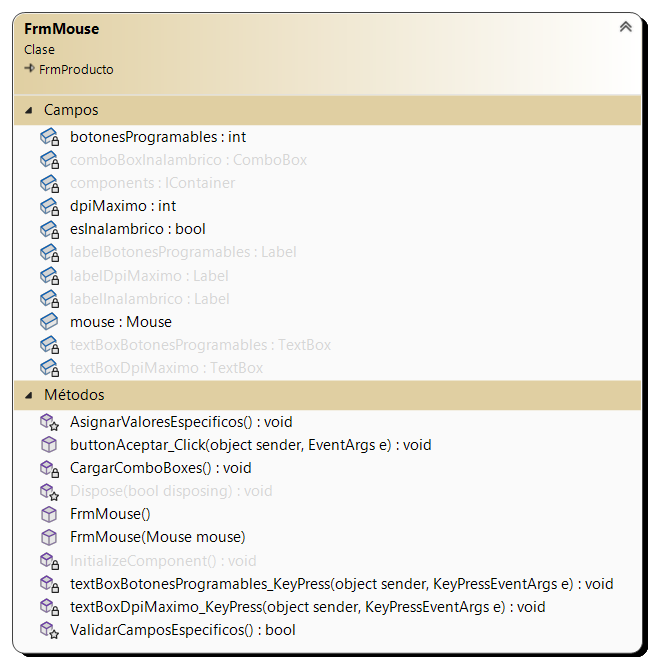 FrmMouse
Clase
FrmProducto
Campos
botonesProgramables : int
comboBoxInalambrico : ComboBox
components : IContainer
dpiMaximo : int
esInalambrico : bool
labelBotonesProgramables : Label
labelDpiMaximo : Label
labelInalambrico : Label
mouse : Mouse
textBoxBotonesProgramables : TextBox
textBoxDpiMaximo : TextBox
Métodos
AsignarValoresEspecificos() : void
buttonAceptar_Click(object sender, EventArgs e) : void
CargarComboBoxes() : void
Dispose(bool disposing) : void
FrmMouse()
FrmMouse(Mouse mouse)
InitializeComponent() : void
textBoxBotonesProgramables_KeyPress(object sender, KeyPressEventArgs e) : void
textBoxDpiMaximo_KeyPress(object sender, KeyPressEventArgs e) : void
ValidarCamposEspecificos() : bool